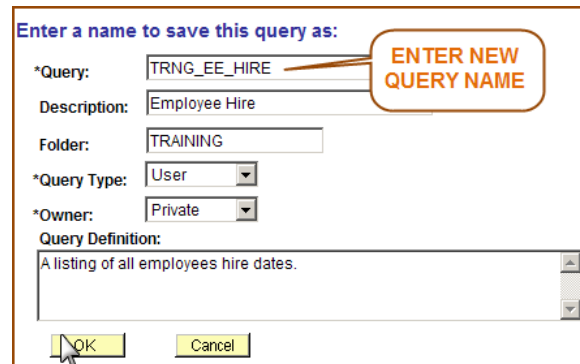 Enter a name to save this query as:
ENTER NEW
QUERY NAME
*Query: TRNG_EE_HIRE
Description: Employee Hire
Folder: TRAINING
*Query Type: User
*Owner: Private
Query Definition:
A listing of all employees hire dates.
OK Cancel